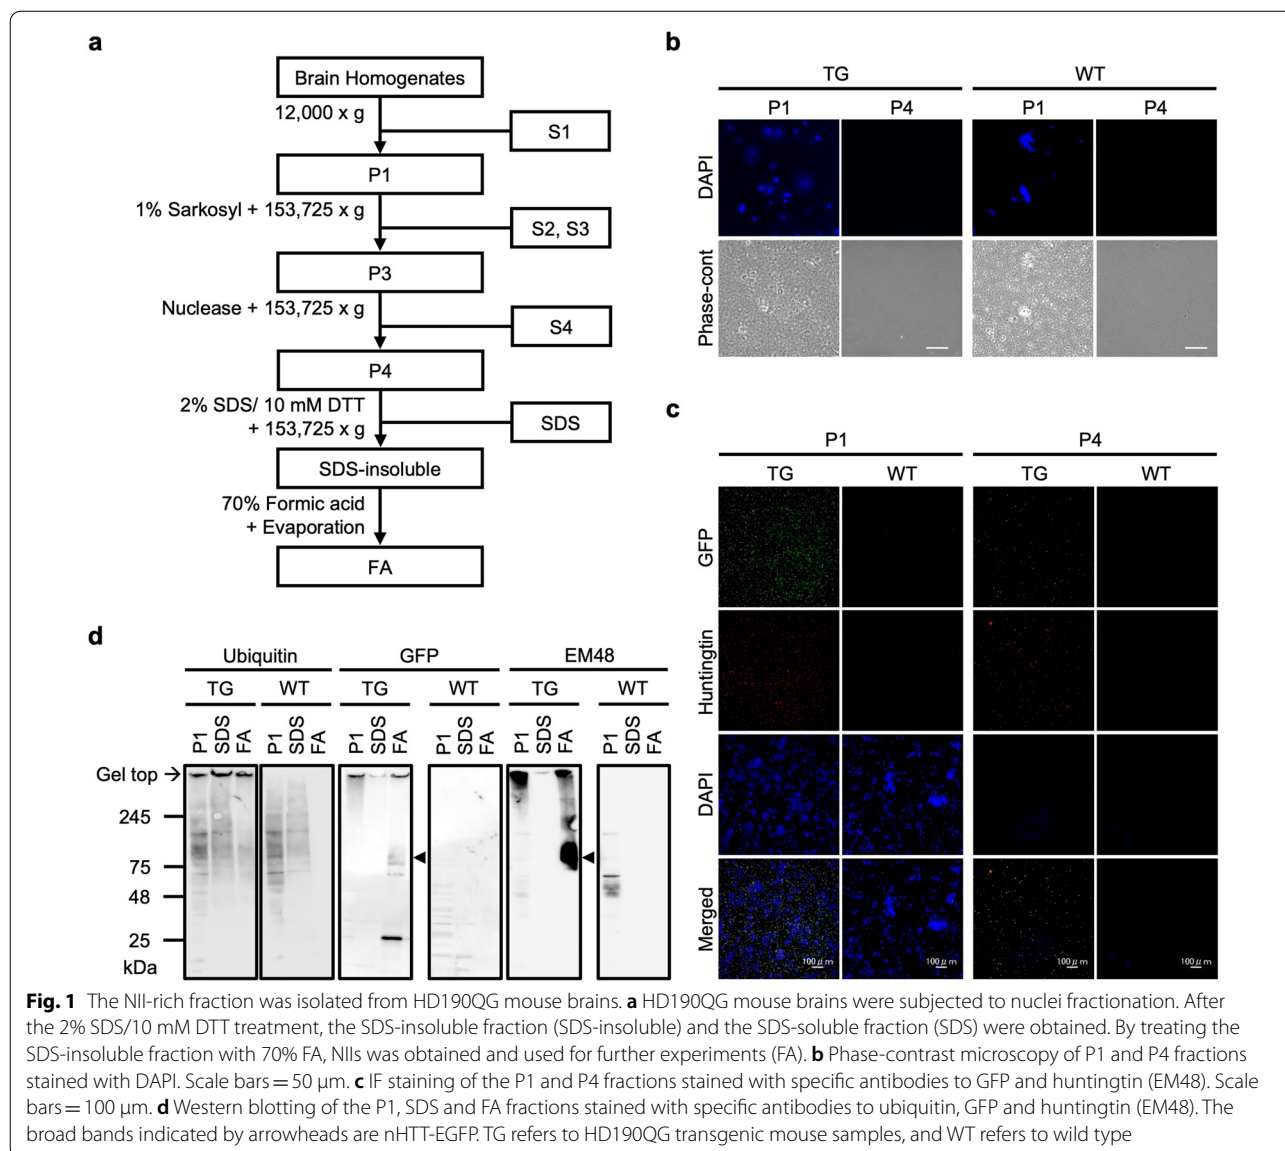 a
Brain Homogenates
12,000 x g
S1
P1
1% Sarkosyl + 153,725 x g
S2, S3
P3
Nuclease + 153,725 x g
S4
P4
2% SDS/ 10 mM DTT
+ 153,725 x g
SDS
SDS-insoluble
70% Formic acid
+ Evaporation
FA
b
TG WT
P1 P4 P1 P4
DAPI
Phase-cont
c
P1 P4
TG WT TG WT
GFP
Huntingtin
DAPI
Merged
100 μm 100 μm 100 μm 100 μm
d
Ubiquitin GFP EM48
TG WT TG WT TG WT
P1 SDS FA P1 SDS FA P1 SDS FA P1 SDS FA P1 SDS FA P1 SDS FA
Gel top →
245
75
48
25
kDa
Fig. 1 The NII-rich fraction was isolated from HD190QG mouse brains. a HD190QG mouse brains were subjected to nuclei fractionation. After
the 2% SDS/10 mM DTT treatment, the SDS-insoluble fraction (SDS-insoluble) and the SDS-soluble fraction (SDS) were obtained. By treating the
SDS-insoluble fraction with 70% FA, NIIs was obtained and used for further experiments (FA). b Phase-contrast microscopy of P1 and P4 fractions
stained with DAPI. Scale bars = 50 μm. c IF staining of the P1 and P4 fractions stained with specific antibodies to GFP and huntingtin (EM48). Scale
bars = 100 μm. d Western blotting of the P1, SDS and FA fractions stained with specific antibodies to ubiquitin, GFP and huntingtin (EM48). The
broad bands indicated by arrowheads are nHTT-EGFP. TG refers to HD190QG transgenic mouse samples, and WT refers to wild type